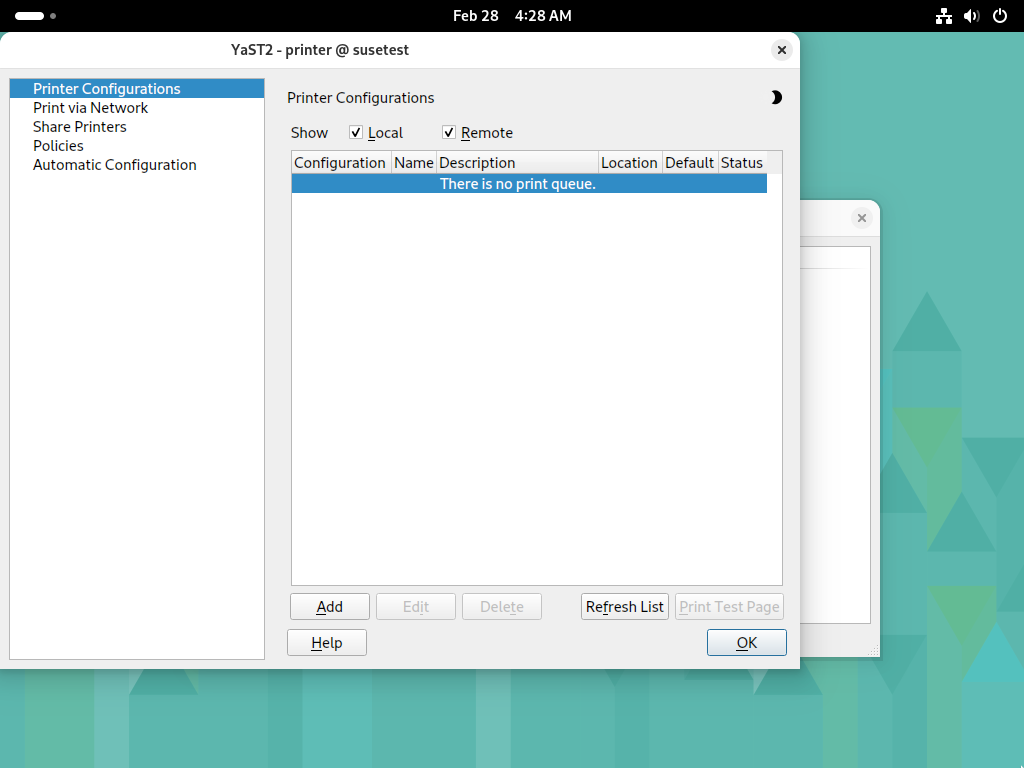 Feb 28 4:28 AM
YaST2 - printer @ susetest
Printer Configurations
Print via Network
Share Printers
Policies
Automatic Configuration
Printer Configurations
Show Local Remote
Configuration Name Description Location Default Status
There is no print queue.
Add Edit Delete Refresh List Print Test Page
Help OK